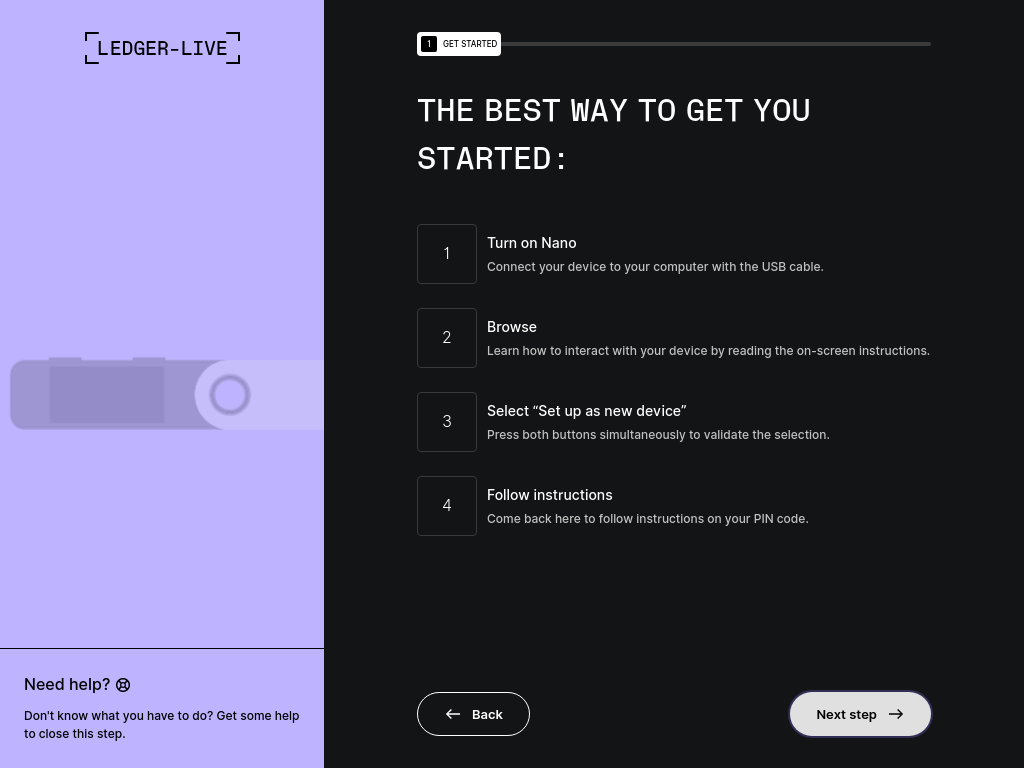 LEDGER-LIVE
1 GET STARTED
THE BEST WAY TO GET YOU
STARTED:
1
Turn on Nano
Connect your device to your computer with the USB cable.
2
Browse
Learn how to interact with your device by reading the on-screen instructions.
3
Select “Set up as new device”
Press both buttons simultaneously to validate the selection.
4
Follow instructions
Come back here to follow instructions on your PIN code.
Need help?
Don't know what you have to do? Get some help
to close this step.
Back
Next step